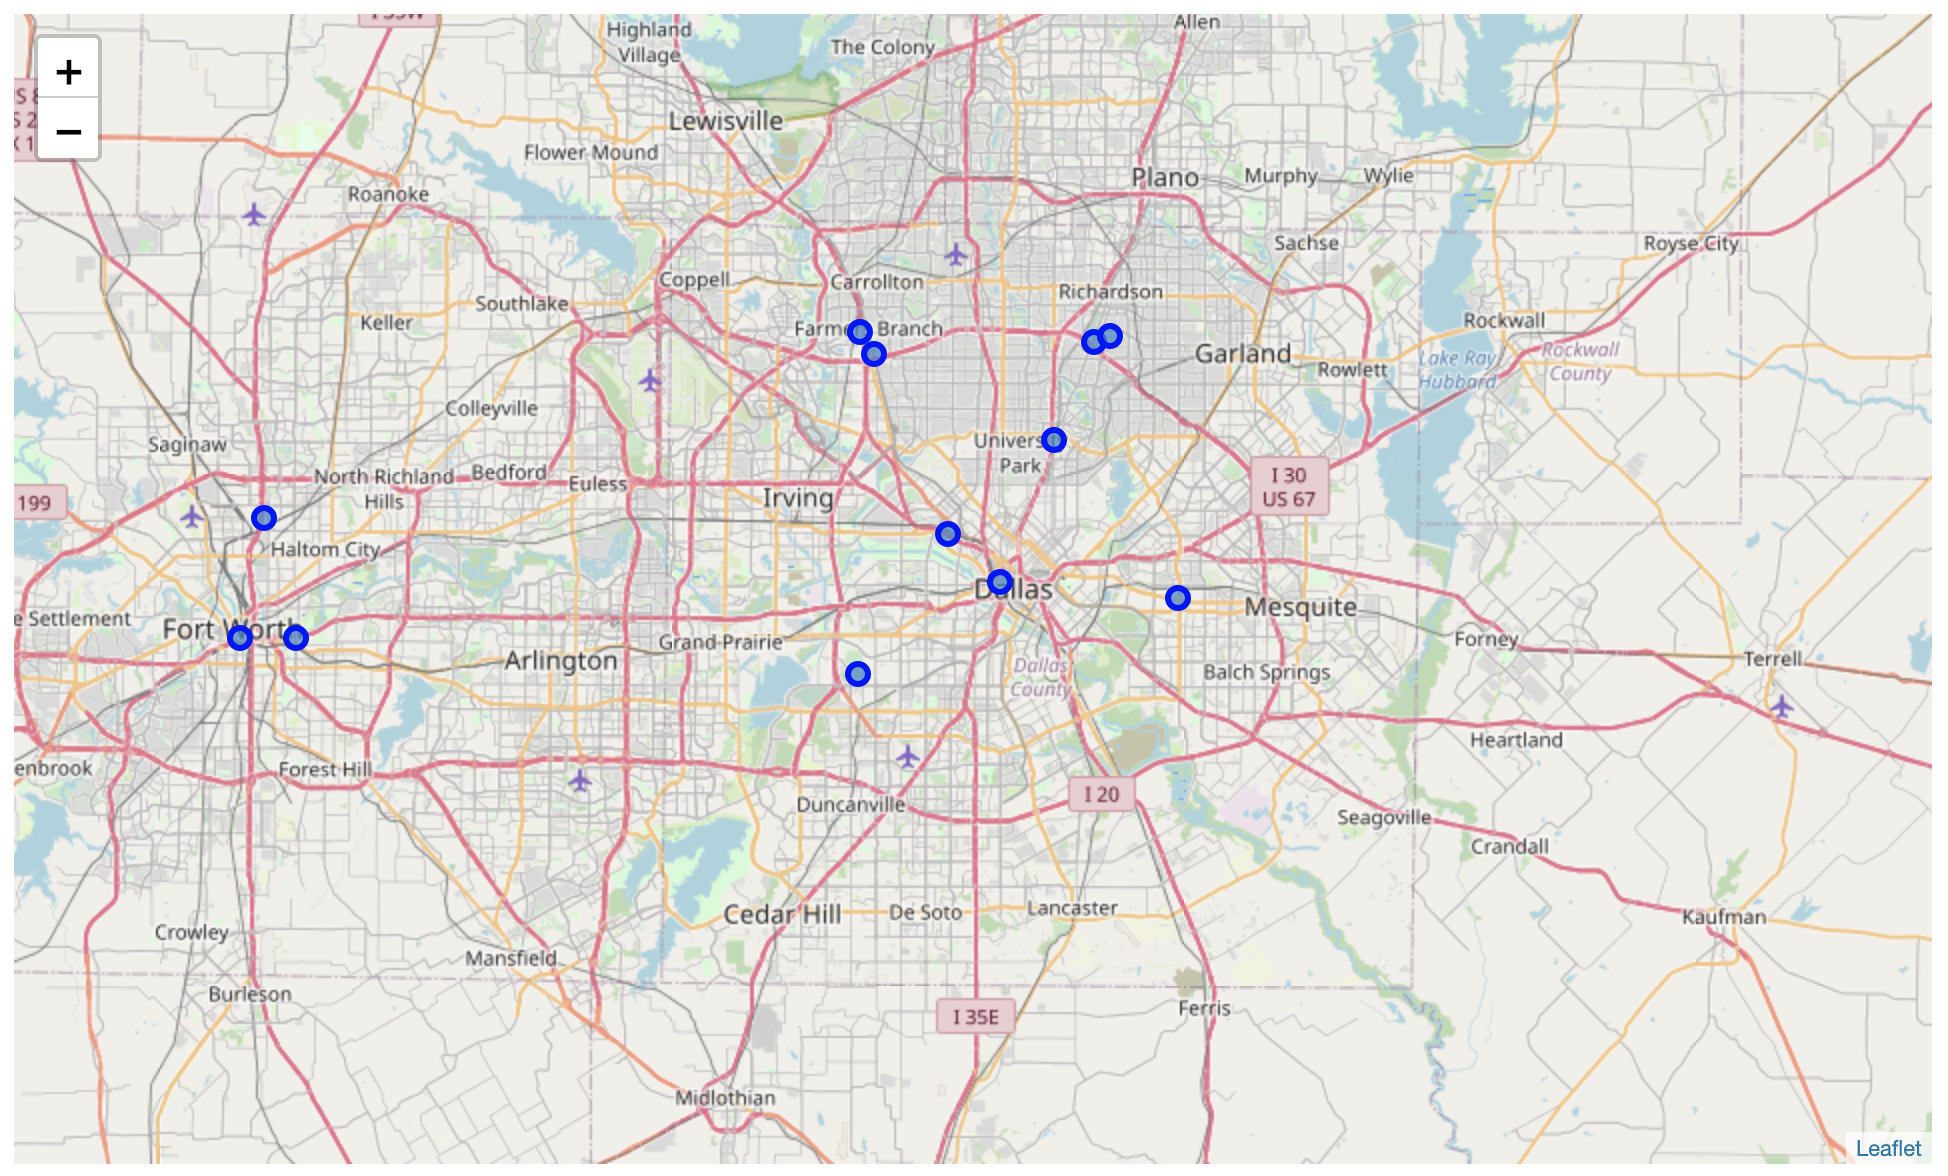 I 35W
Highland
Village
The Colony
Allen
+
−
Lewisville
Flower Mound
Roanoke
Plano
Murphy
Wylie
Sachse
Royse City
Coppell
Carrollton
Richardson
Southlake
Keller
Rockwall
Branch
Garland
Rowlett
Lake Ray
Hubbard
Rockwall
County
Colleyville
Saginaw
North Richland
Hills
Bedford
Euless
Irving
Park
I 30
US 67
199
Haltom City
Dallas
Mesquite
e Settlement
Fort Worth
Grand Prairie
Arlington
Dallas
County
Balch Springs
Forney
Terrell
Heartland
enbrook
Forest Hill
Duncanville
I 20
Seagoville
Crandall
Cedar Hill
De Soto
Lancaster
Kaufman
Crowley
Mansfield
Burleson
I 35E
Ferris
Midlothian
Leaflet